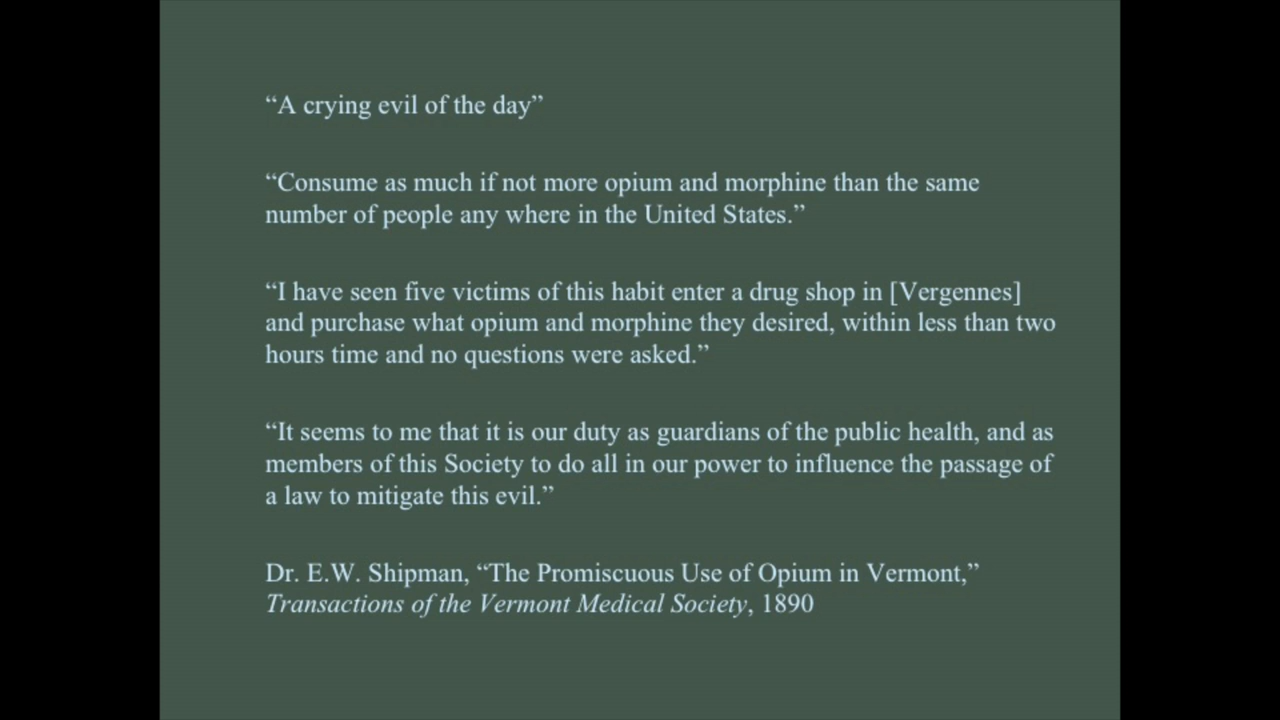 “A crying evil of the day”
“Consume as much if not more opium and morphine than the same
number of people any where in the United States.”
“I have seen five victims of this habit enter a drug shop in [Vergennes]
and purchase what opium and morphine they desired, within less than two
hours time and no questions were asked.”
“It seems to me that it is our duty as guardians of the public health, and as
members of this Society to do all in our power to influence the passage of
a law to mitigate this evil.”
Dr. E.W. Shipman, “The Promiscuous Use of Opium in Vermont,”
Transactions of the Vermont Medical Society, 1890